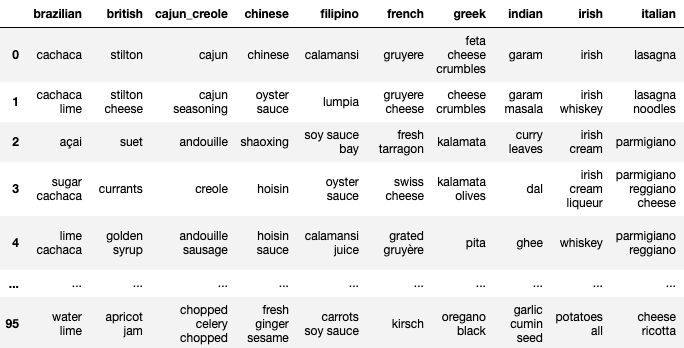 brazilian british cajun_creole chinese filipino french greek indian irish italian
0 cachaca stilton cajun chinese calamansi gruyere feta cheese crumbles garam irish lasagna
1 cachaca lime stilton cheese cajun seasoning oyster sauce lumpia gruyere cheese cheese crumbles garam masala irish whiskey lasagna noodles
2 açai suet andouille shaoxing soy sauce bay fresh tarragon kalamata curry leaves irish cream parmigiano
3 sugar cachaca currants creole hoisin oyster sauce swiss cheese kalamata olives dal irish cream liqueur parmigiano reggiano cheese
4 lime cachaca golden syrup andouille sausage hoisin sauce calamansi juice grated gruyère pita ghee whiskey parmigiano reggiano
... ... ... ... ... ... ... ... ... ... ...
95 water lime apricot jam chopped celery chopped fresh ginger sesame carrots soy sauce kirsch oregano black garlic cumin seed potatoes all cheese ricotta